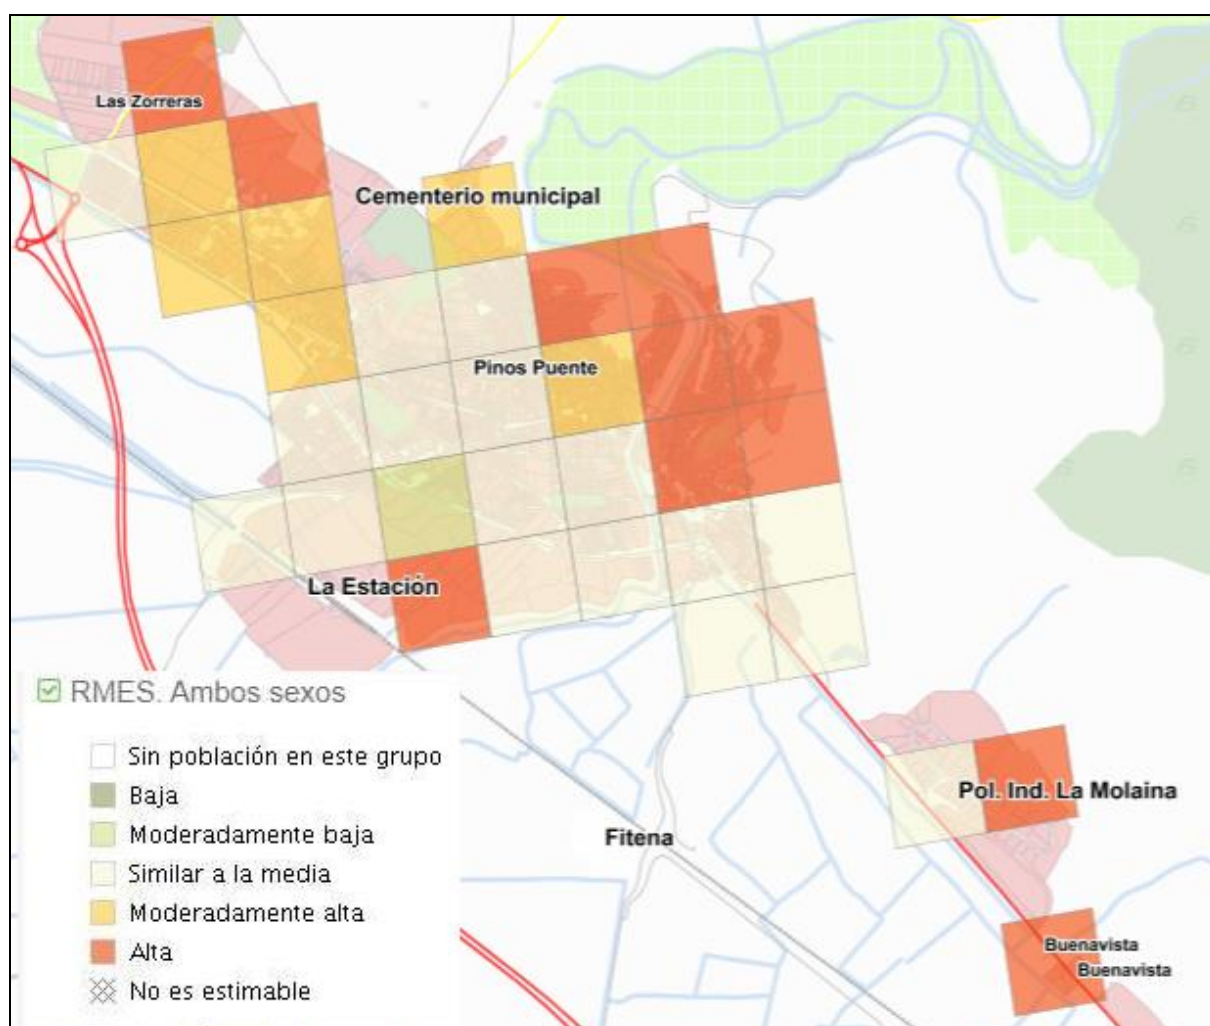 Las Zorreras
Cementerio municipal
Pinos Puente
La Estación
RMES. Ambos sexos
Sin población en este grupo
Baja
Moderadamente baja
Similar a la media
Moderadamente alta
Alta
No es estimable
Pol. Ind. La Molaina
Fitena
Buenavista
Buenavista